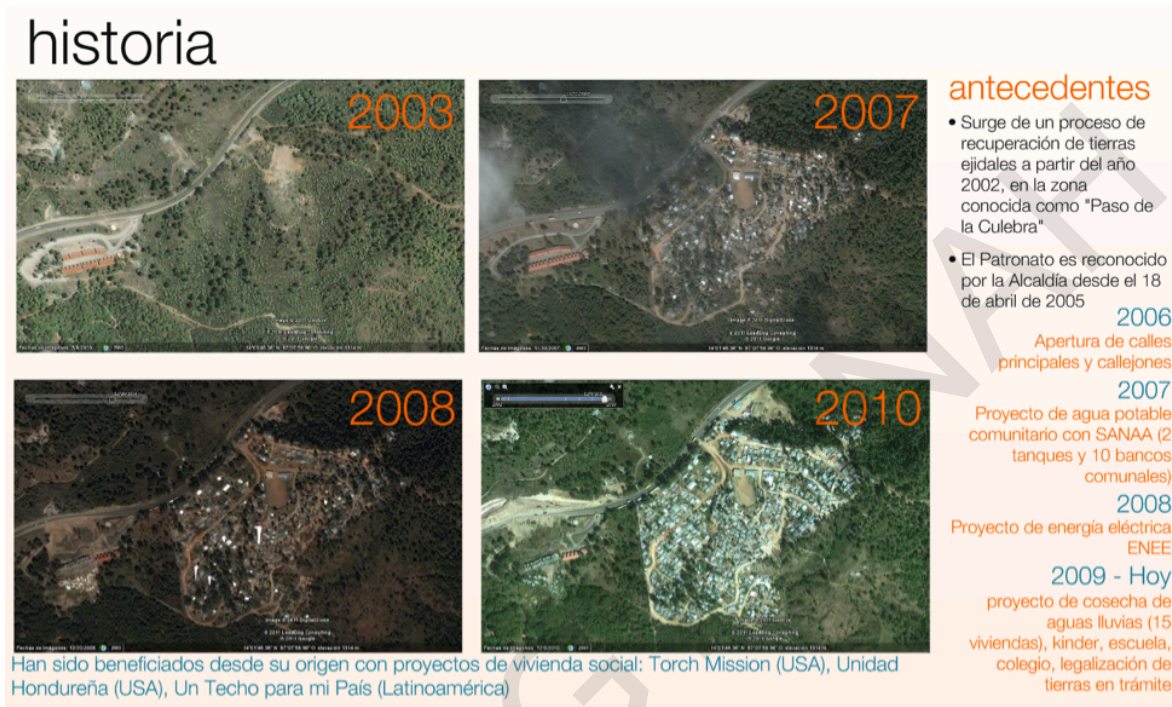 historia
2003
2007
2008
2010
antecedentes
• Surge de un proceso de
recuperación de tierras
ejidales a partir del año
2002, en la zona
conocida como "Paso de
la Culebra"
• El Patronato es reconocido
por la Alcaldía desde el 18
de abril de 2005
2006
Apertura de calles
principales y callejones
2007
Proyecto de agua potable
comunitario con SANAA (2
tanques y 10 bancos
comunales)
2008
Proyecto de energía eléctrica
ENEE
2009 - Hoy
proyecto de cosecha de
aguas lluvias (15
viviendas), kinder, escuela,
colegio, legalización de
tierras en trámite
Han sido beneficiados desde su origen con proyectos de vivienda social: Torch Mission (USA), Unidad
Hondureña (USA), Un Techo para mi País (Latinoamérica)